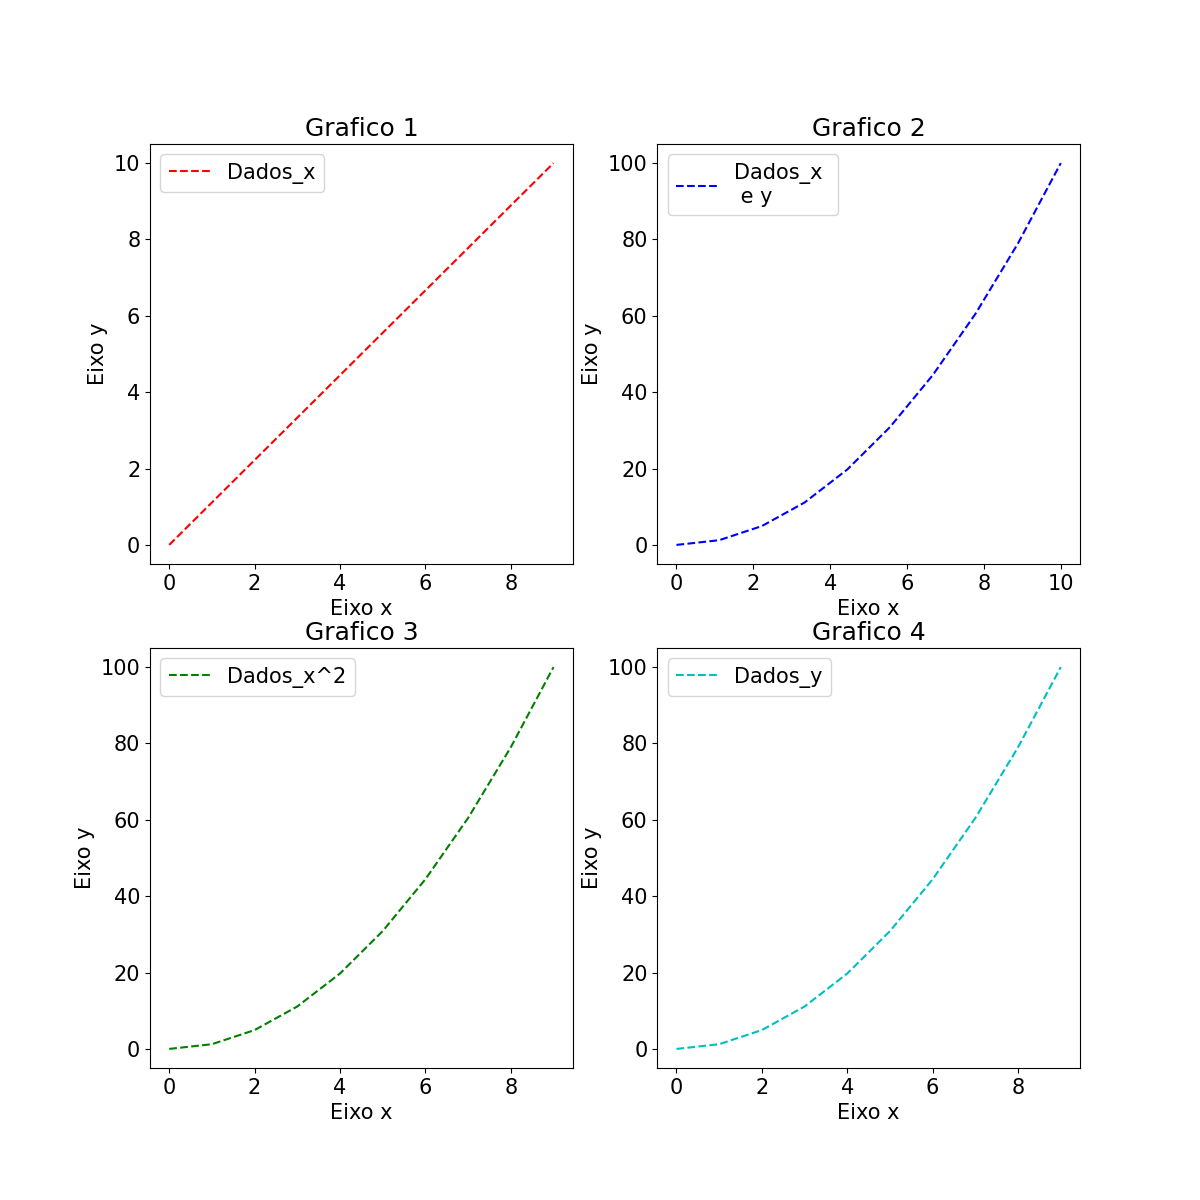 Grafico 1
Dados_x
10
8
6
4
2
0
Eixo y
0 2 4 6 8
Eixo x
Grafico 2
Dados_x
e y
100
80
60
40
20
0
Eixo y
0 2 4 6 8 10
Eixo x
Grafico 3
Dados_x^2
100
80
60
40
20
0
Eixo y
0 2 4 6 8
Eixo x
Grafico 4
Dados_y
100
80
60
40
20
0
Eixo y
0 2 4 6 8
Eixo x